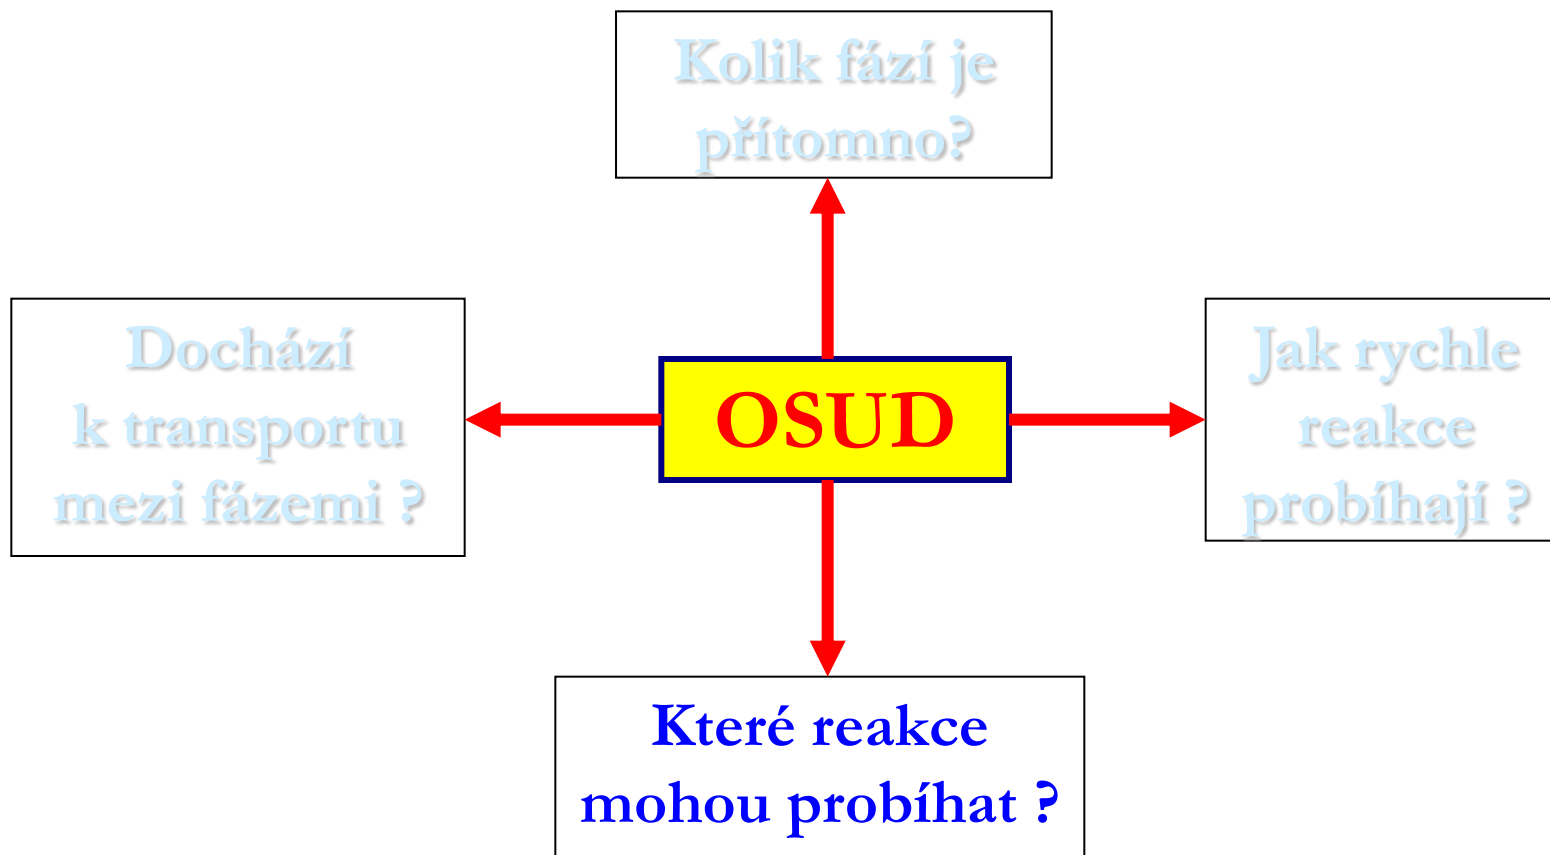 Kolik fází je
přítomno?
Dochází
k transportu
mezi fázemi ?
OSUD
Jak rychle
reakce
probíhají ?
Které reakce
mohou probíhat ?